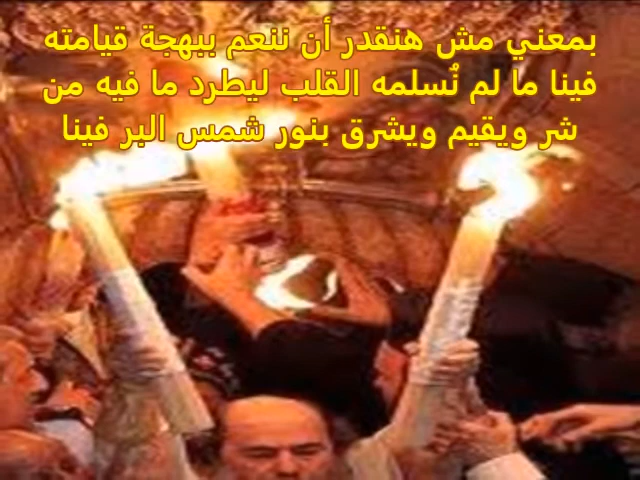 بمعني مش هنقدر أن ننعم ببهجة قيامته
فينا ما لم نُسلمه القلب ليطرد ما فيه من
شر ويقيم ويشرق بنور شمس البر فينا